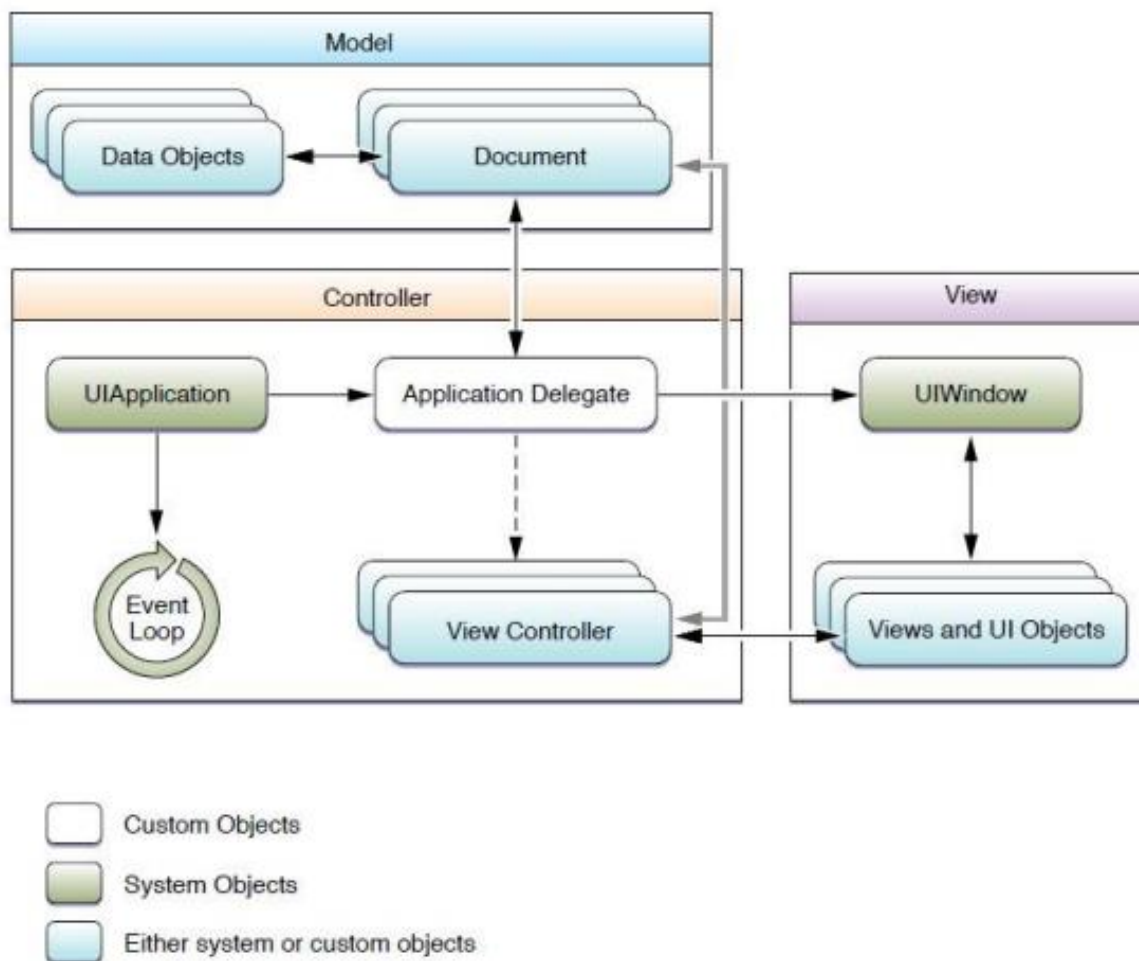 Model
Data Objects
Document
Controller
View
UIApplication
Application Delegate
UIWindow
Event
Loop
View Controller
Views and UI Objects
Custom Objects
System Objects
Either system or custom objects